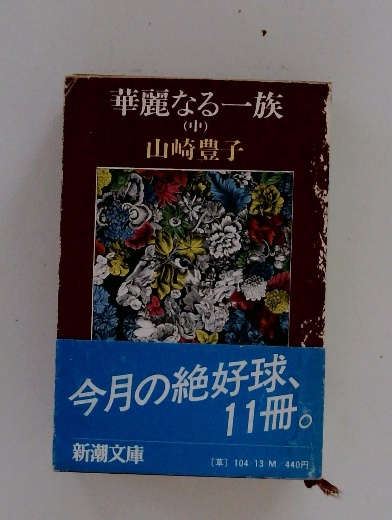 華麗なる一族
(中)
山崎豊子
今月の絶好球、
11冊。
新潮文庫
〔草〕 104 13 M 440円